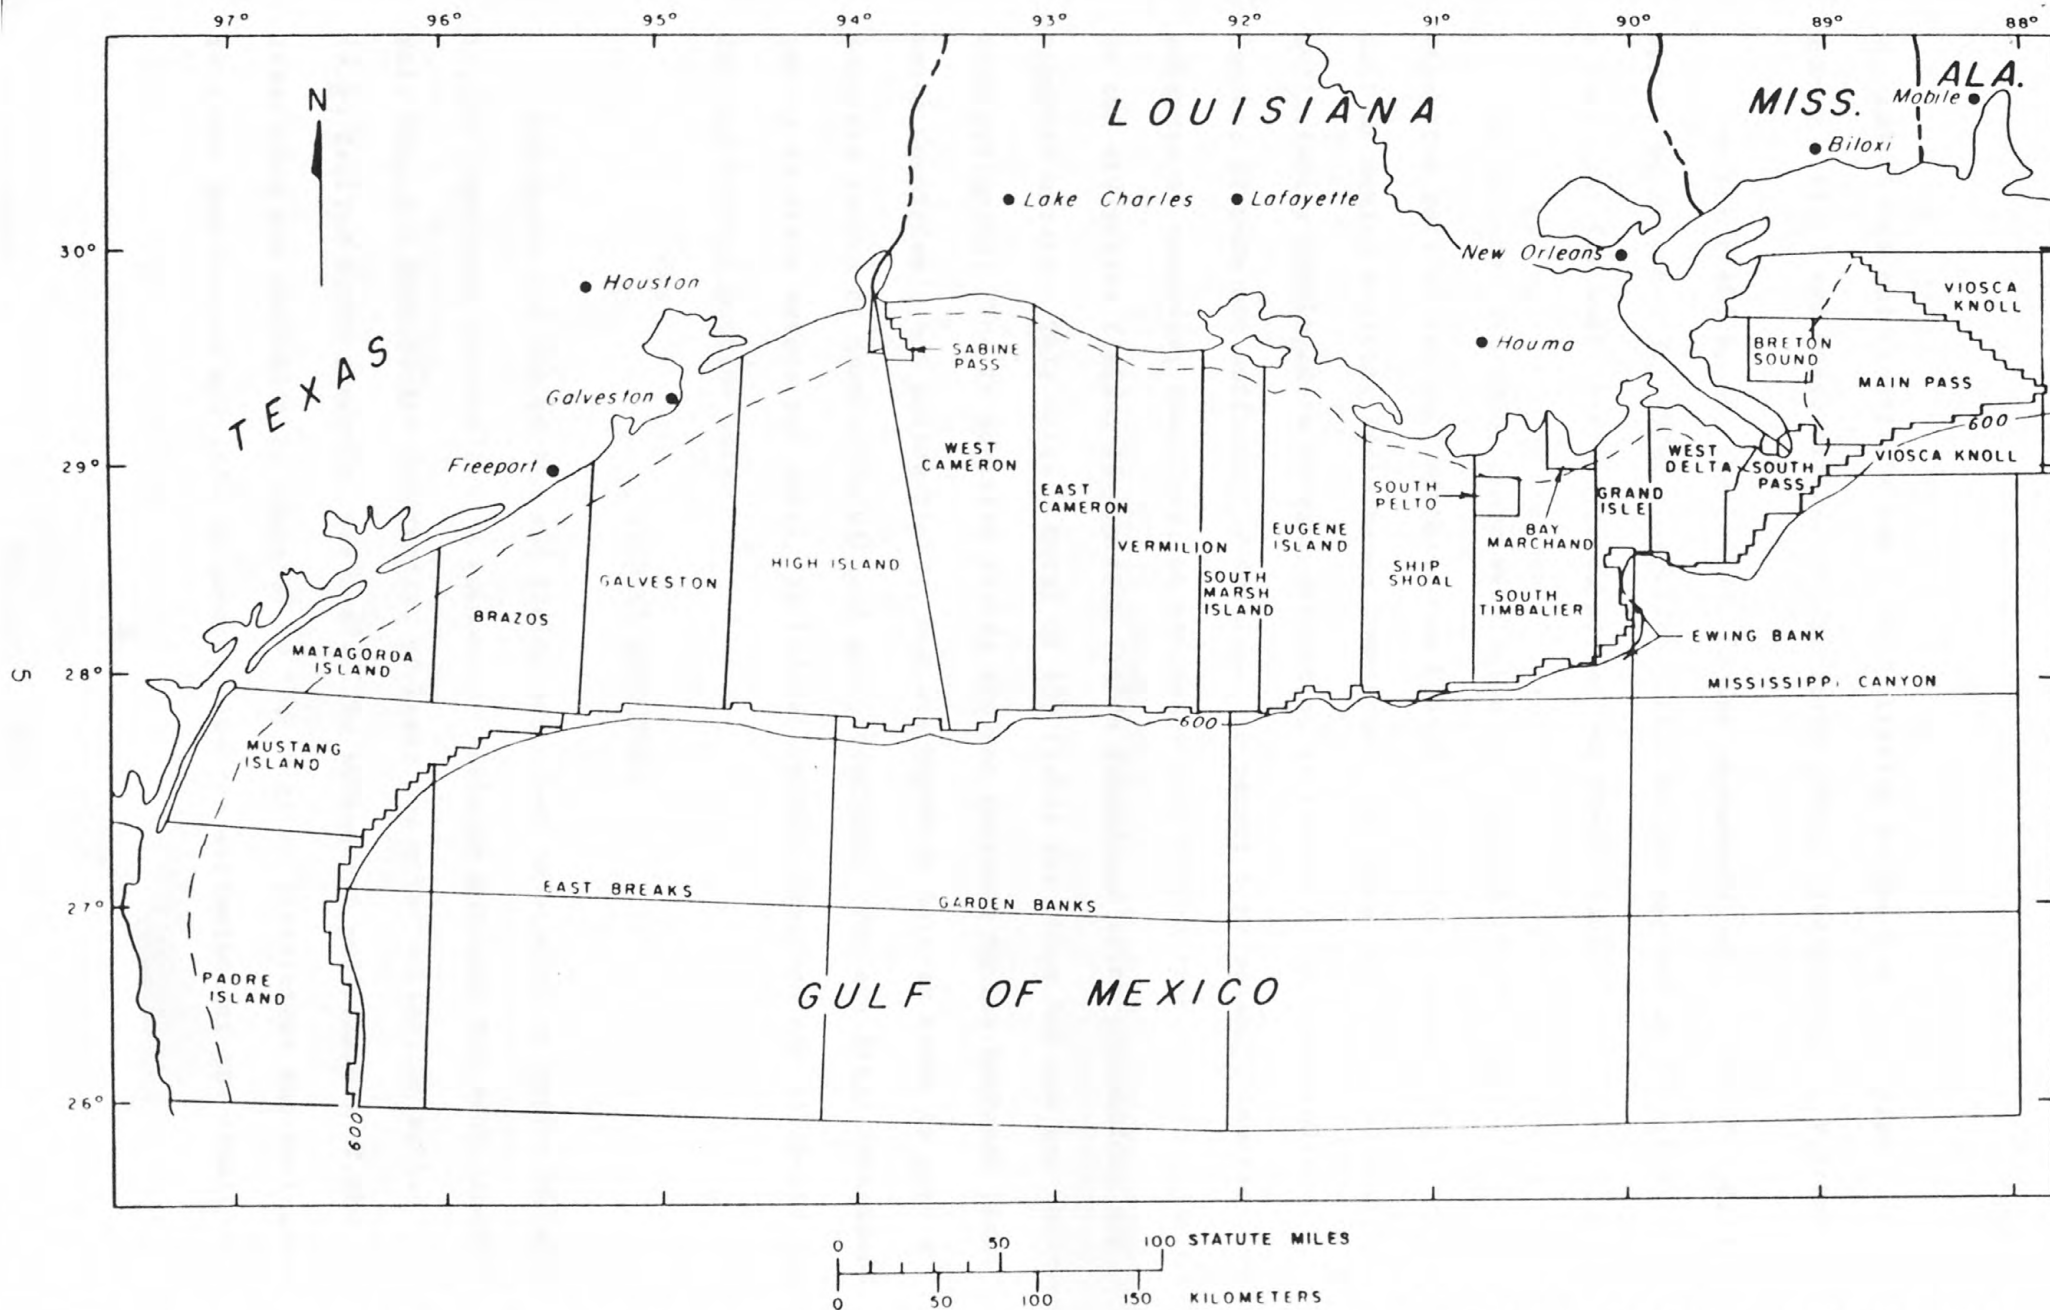 97° 96° 95° 94° 93° 92° 91° 90° 89° 88°
N
LOUISIANA
MISS.
ALA.
Mobile
Biloxi
Lake Charles
Lafayette
New Orleans
30°
Houston
TEXAS
VIOSCA
KNOLL
BRETON
SOUND
SABINE
PASS
Houma
MAIN PASS
Galveston
600
29°
Freeport
WEST
CAMERON
WEST
DELTA
SOUTH
PASS
VIOSCA KNOLL
EAST
CAMERON
SOUTH
PELTO
GRAND
ISLE
EUGENE
ISLAND
BAY
MARCHAND
VERMILION
HIGH ISLAND
GALVESTON
SHIP
SHOAL
SOUTH
MARSH
ISLAND
SOUTH
TIMBALIER
BRAZOS
EWING BANK
MATAGORDA
ISLAND
28°
5
MISSISSIPPI CANYON
600
MUSTANG
ISLAND
EAST BREAKS
GARDEN BANKS
27°
PADRE
ISLAND
GULF OF MEXICO
26°
600
0 50 100 STATUTE MILES
0 50 100 150 KILOMETERS